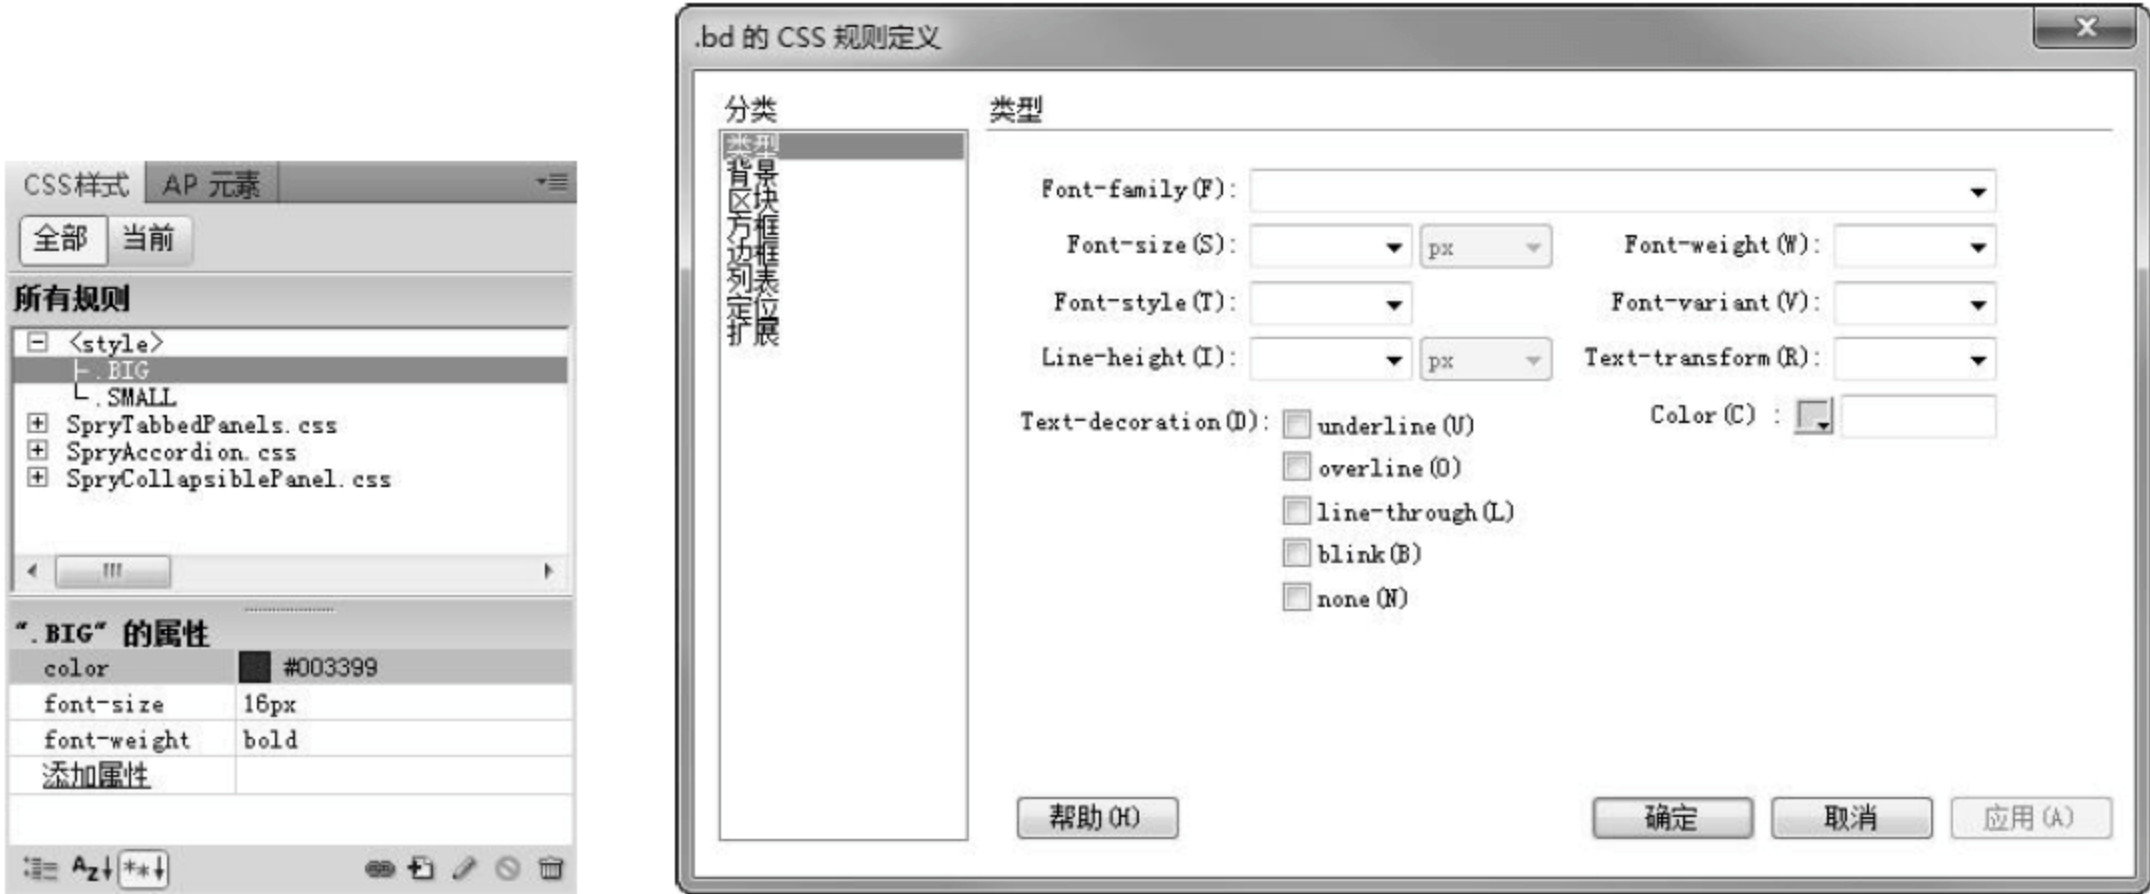 CSS样式 AP 元素
全部 当前
所有规则
<style>
.BIG
.SMALL
SpryTabbedPanels.css
SpryAccordion.css
SpryCollapsiblePanel.css
".BIG" 的属性
color #003399
font-size 16px
font-weight bold
添加属性
.bd 的 CSS 规则定义
分类
类型
背景
区块
方框
边框
列表
定位
扩展
类型
Font-family(F):
Font-size(S): px Font-weight(W):
Font-style(T): Font-variant(V):
Line-height(I): px Text-transform(R):
Text-decoration(D): underline(U) Color(C) :
overline(O)
line-through(L)
blink(B)
none(N)
帮助(H) 确定 取消 应用(A)